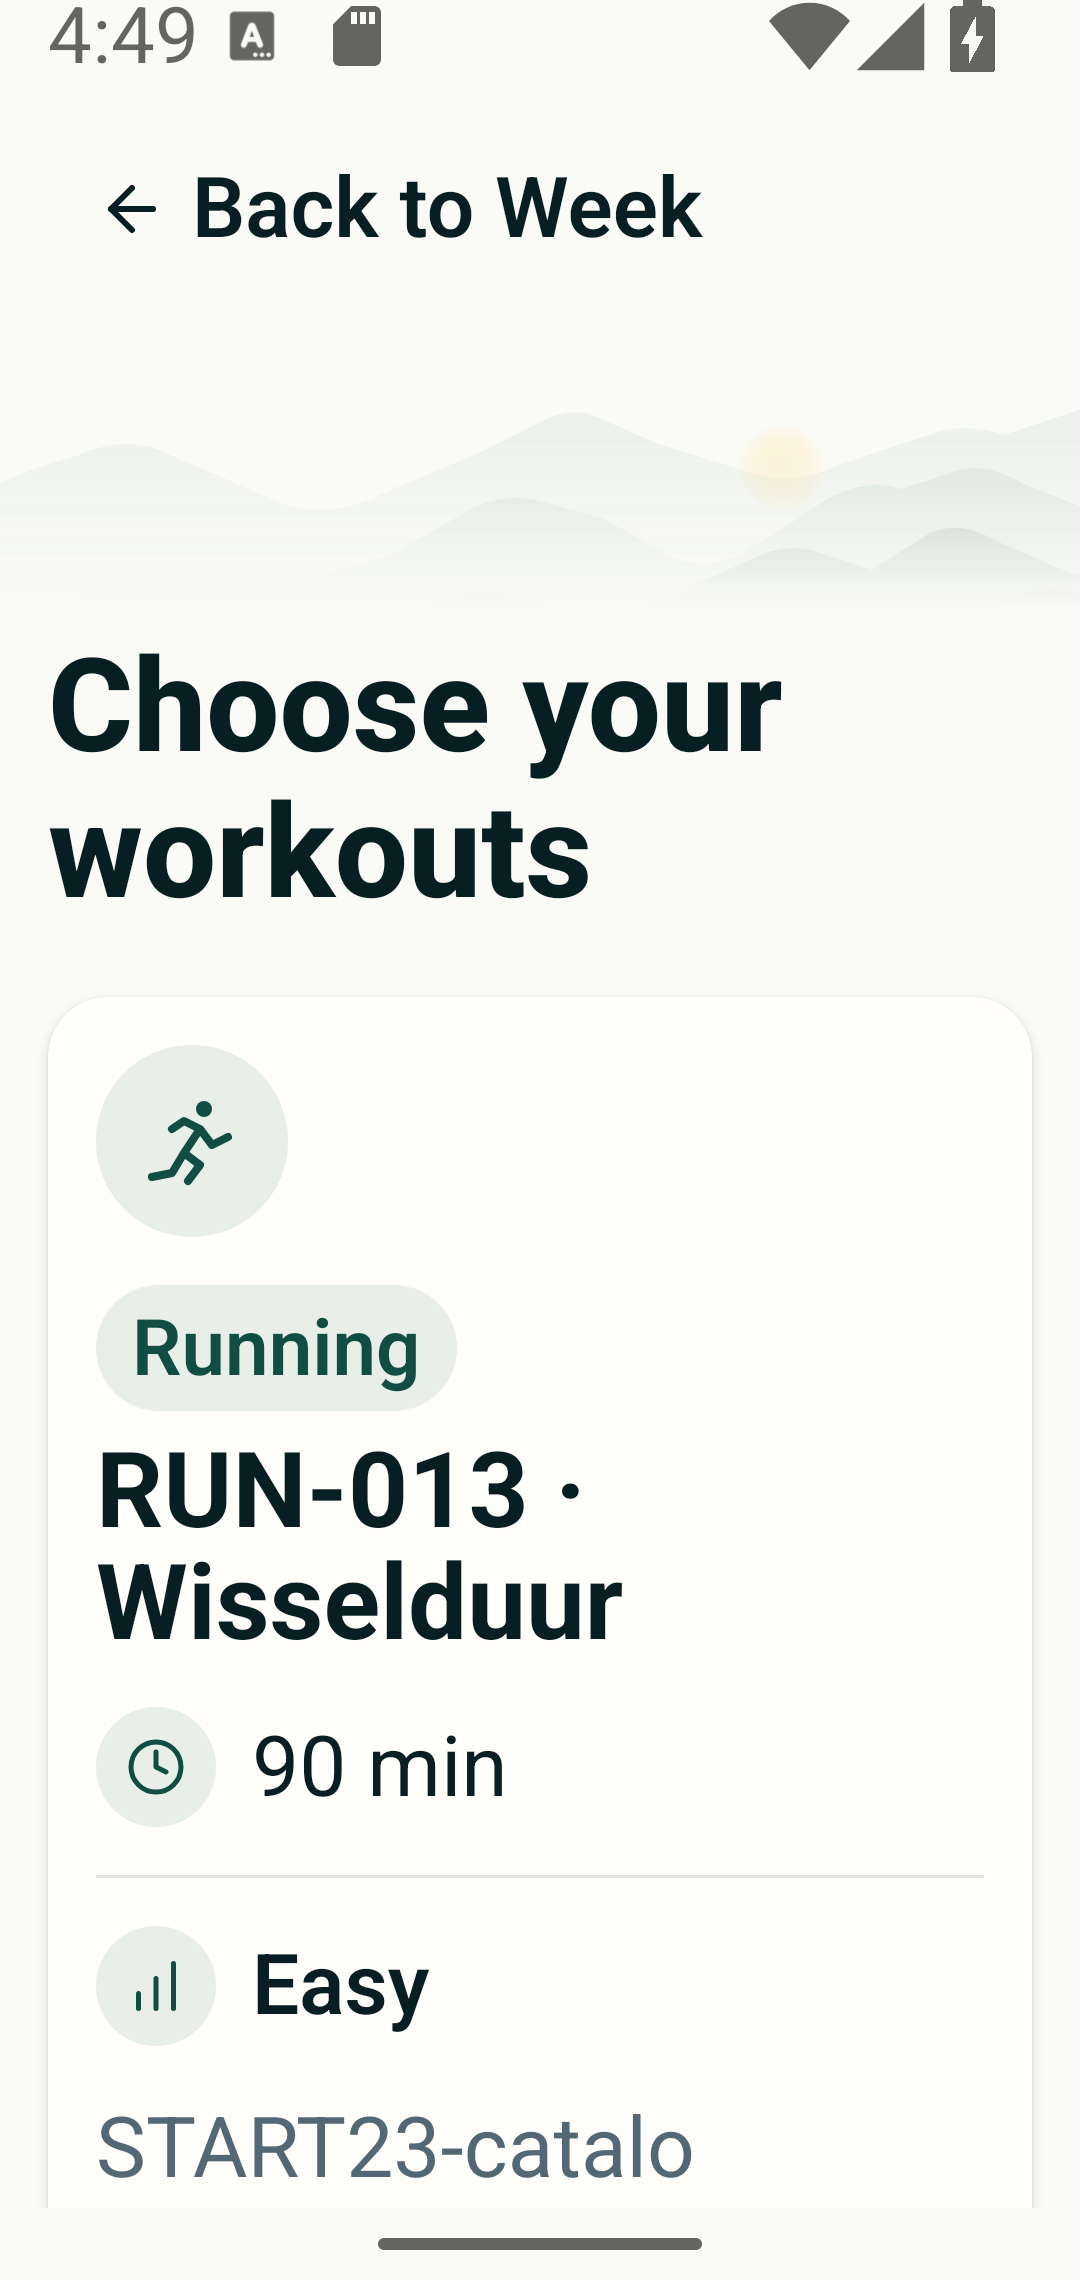 4:49
Back to Week
Choose your
workouts
Running
RUN-013 ·
Wisselduur
90 min
Easy
START23-catalo